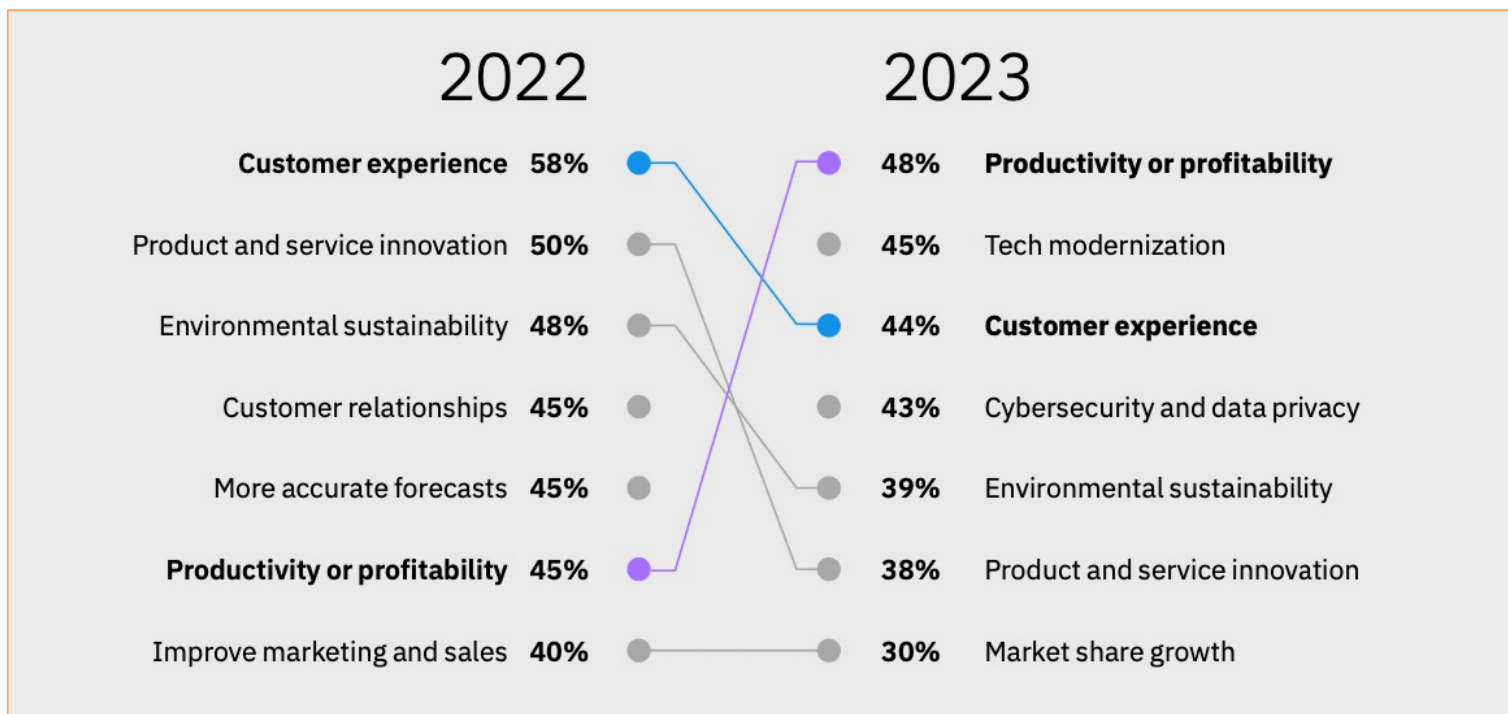 2022 2023
Customer experience 58% 48% Productivity or profitability
Product and service innovation 50% 45% Tech modernization
Environmental sustainability 48% 44% Customer experience
Customer relationships 45% 43% Cybersecurity and data privacy
More accurate forecasts 45% 39% Environmental sustainability
Productivity or profitability 45% 38% Product and service innovation
Improve marketing and sales 40% 30% Market share growth